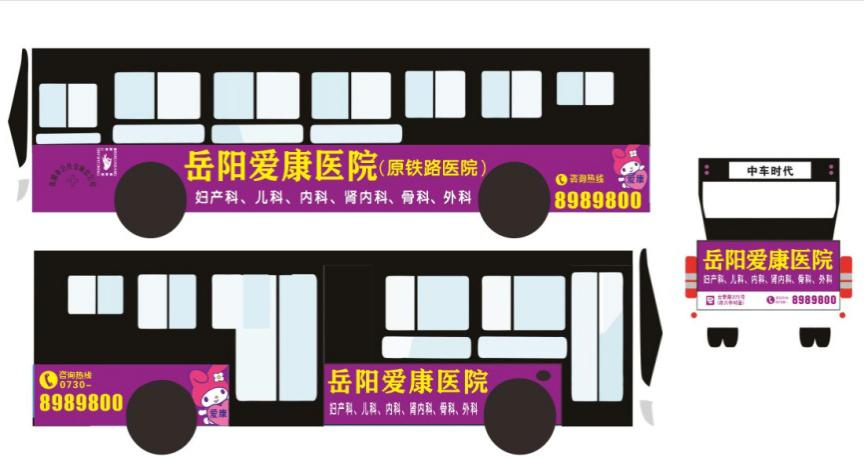 岳阳爱康医院(原铁路医院)
妇产科、儿科、内科、肾内科、骨科、外科
咨询热线
8989800
爱康
中车时代
岳阳爱康医院
妇产科、儿科、内科、肾内科、骨科、外科
8989800
咨询热线
0730-
8989800
爱康
岳阳爱康医院
妇产科、儿科、内科、肾内科、骨科、外科